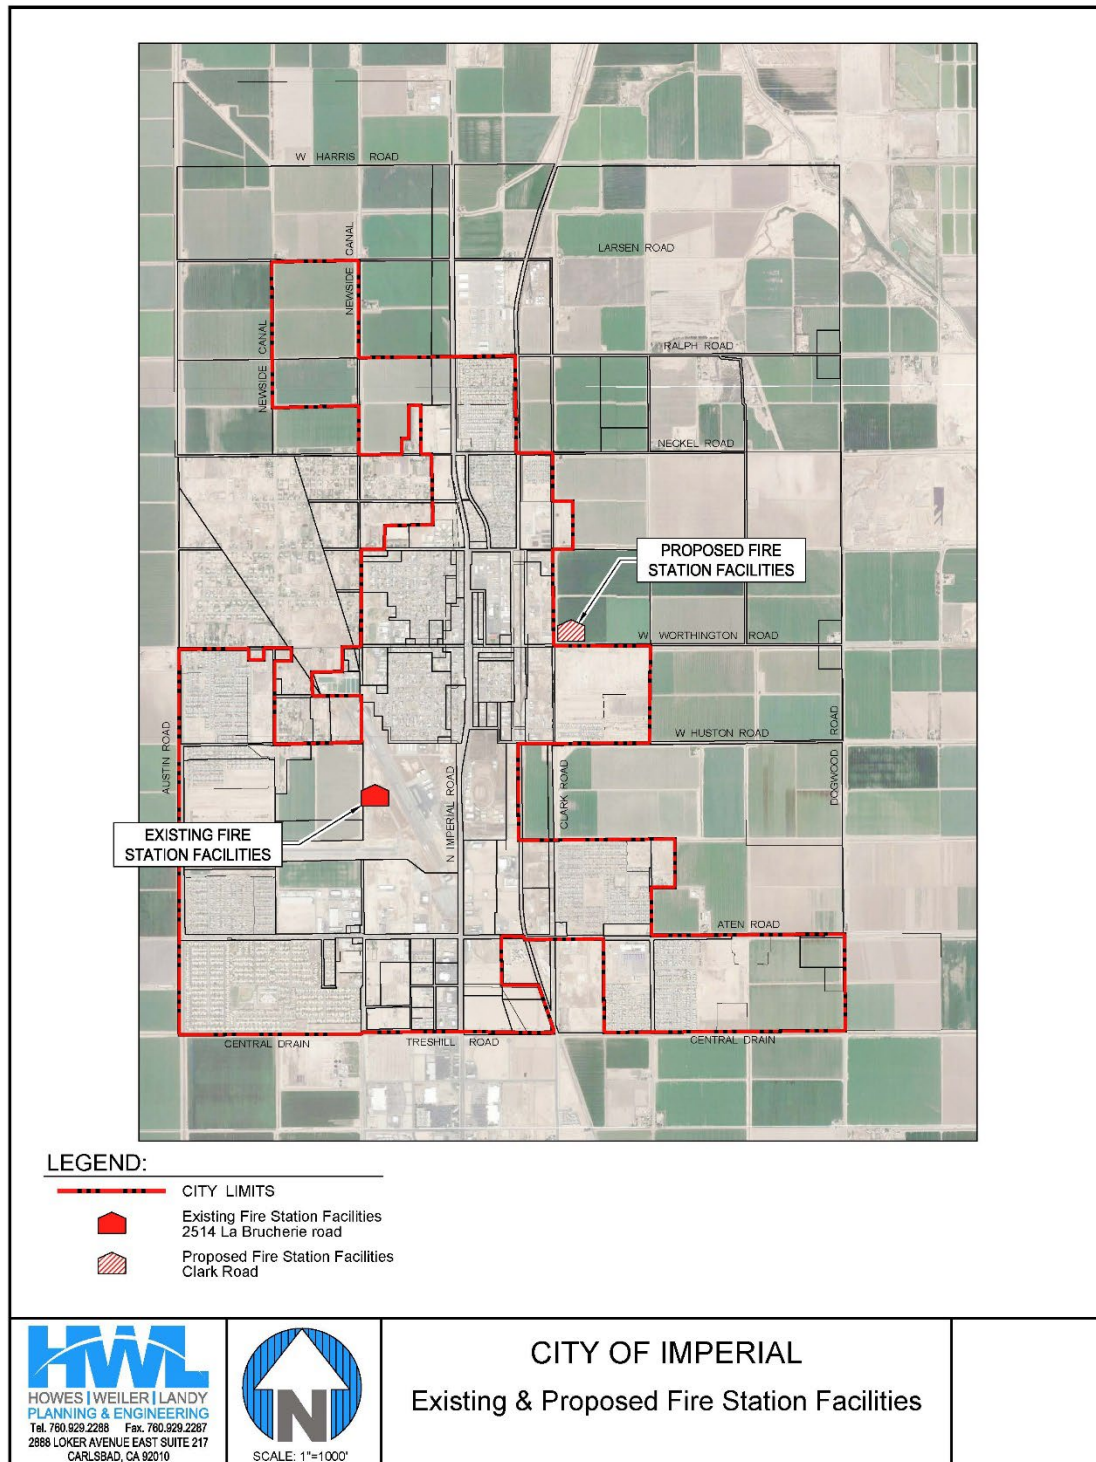 W HARRIS ROAD
NEWSIDE CANAL
LARSEN ROAD
NEWSIDE CANAL
RALPH ROAD
NECKEL ROAD
PROPOSED FIRE
STATION FACILITIES
W WORTHINGTON ROAD
AUSTIN ROAD
N IMPERIAL ROAD
CLARK ROAD
W HUSTON ROAD
DOGWOOD ROAD
EXISTING FIRE
STATION FACILITIES
ATEN ROAD
CENTRAL DRAIN
TRESHILL ROAD
CENTRAL DRAIN
LEGEND:
CITY LIMITS
Existing Fire Station Facilities
2514 La Brucherie road
Proposed Fire Station Facilities
Clark Road
HWL
HOWES | WEILER | LANDY
PLANNING & ENGINEERING
Tel. 760.929.2288 Fax. 760.929.2287
2888 LOKER AVENUE EAST SUITE 217
CARLSBAD, CA 92010
N
SCALE: 1"=1000'
CITY OF IMPERIAL
Existing & Proposed Fire Station Facilities